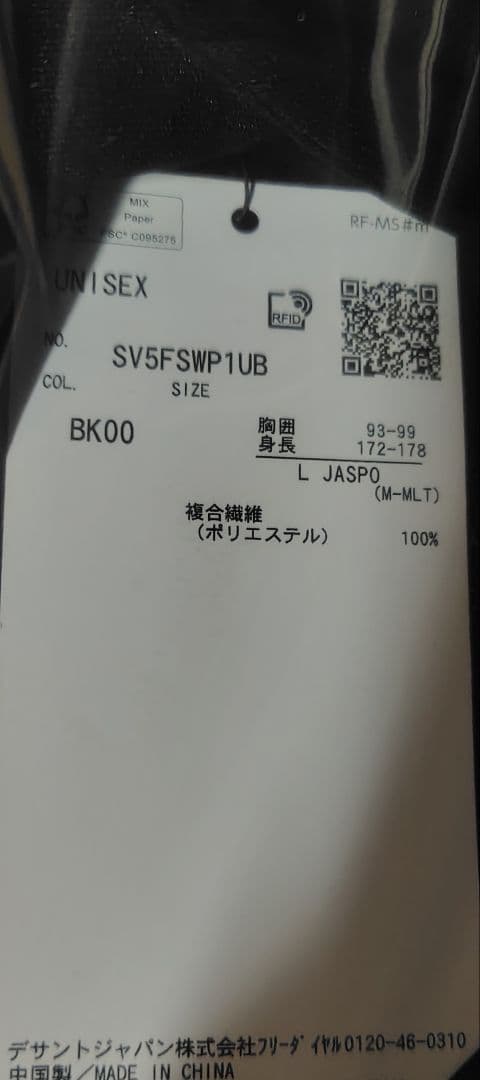 MIX
Paper
FSC® C095275
RF-MS#m
UNISEX
RFID
NO.
SV5FSWP1UB
COL.
SIZE
BK00
胸囲 93-99
身長 172-178
L JASPO
(M-MLT)
複合繊維
(ポリエステル) 100%
デサントジャパン株式会社フリーダイヤル0120-46-0310
中国製/MADE IN CHINA